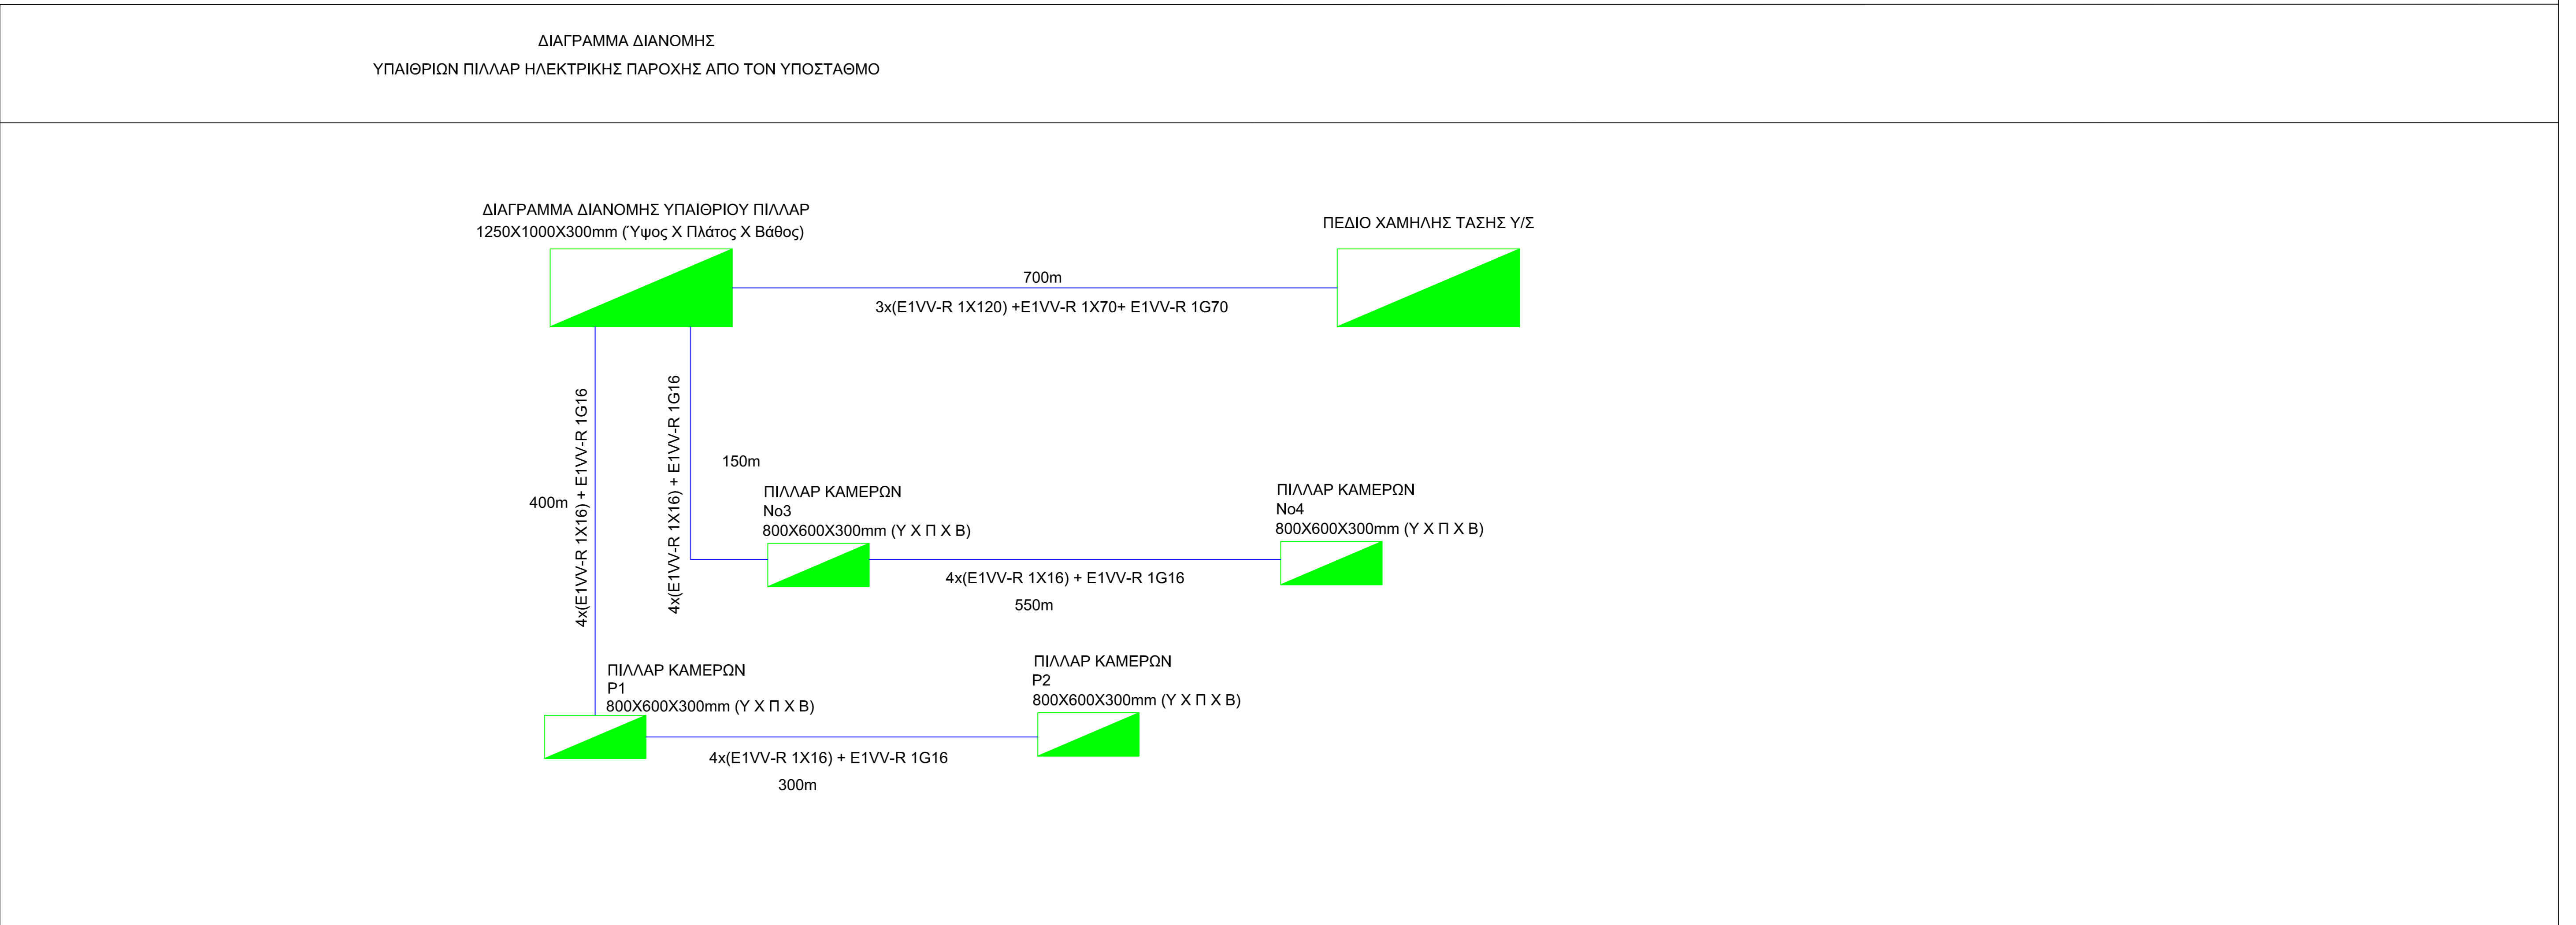 ΔΙΑΓΡΑΜΜΑ ΔΙΑΝΟΜΗΣ
ΥΠΑΙΘΡΙΩΝ ΠΙΛΛΑΡ ΗΛΕΚΤΡΙΚΗΣ ΠΑΡΟΧΗΣ ΑΠΟ ΤΟΝ ΥΠΟΣΤΑΘΜΟ
ΔΙΑΓΡΑΜΜΑ ΔΙΑΝΟΜΗΣ ΥΠΑΙΘΡΙΟΥ ΠΙΛΛΑΡ
1250X1000X300mm (Ύψος Χ Πλάτος Χ Βάθος)
ΠΕΔΙΟ ΧΑΜΗΛΗΣ ΤΑΣΗΣ Υ/Σ
700m
3x(E1VV-R 1X120) +E1VV-R 1X70+ E1VV-R 1G70
4x(E1VV-R 1X16) + E1VV-R 1G16
400m
4x(E1VV-R 1X16) + E1VV-R 1G16
150m
ΠΙΛΛΑΡ ΚΑΜΕΡΩΝ
No3
800X600X300mm (Υ Χ Π Χ Β)
ΠΙΛΛΑΡ ΚΑΜΕΡΩΝ
No4
800X600X300mm (Υ Χ Π Χ Β)
4x(E1VV-R 1X16) + E1VV-R 1G16
550m
ΠΙΛΛΑΡ ΚΑΜΕΡΩΝ
P1
800X600X300mm (Υ Χ Π Χ Β)
ΠΙΛΛΑΡ ΚΑΜΕΡΩΝ
P2
800X600X300mm (Υ Χ Π Χ Β)
4x(E1VV-R 1X16) + E1VV-R 1G16
300m